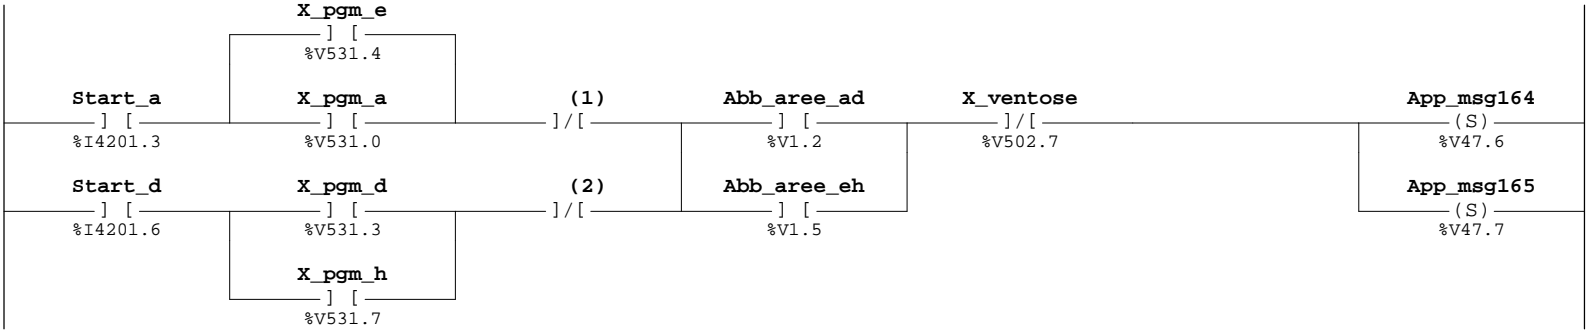 X_pgm_e
] [
%V531.4
Start_a X_pgm_a (1) Abb_aree_ad X_ventose App_msg164
] [ ] [ ]/[ ] [ ]/[ (S)
%I4201.3 %V531.0 %V1.2 %V502.7 %V47.6
Start_d X_pgm_d (2) Abb_aree_eh App_msg165
] [ ] [ ]/[ ] [ (S)
%I4201.6 %V531.3 %V1.5 %V47.7
X_pgm_h
] [
%V531.7